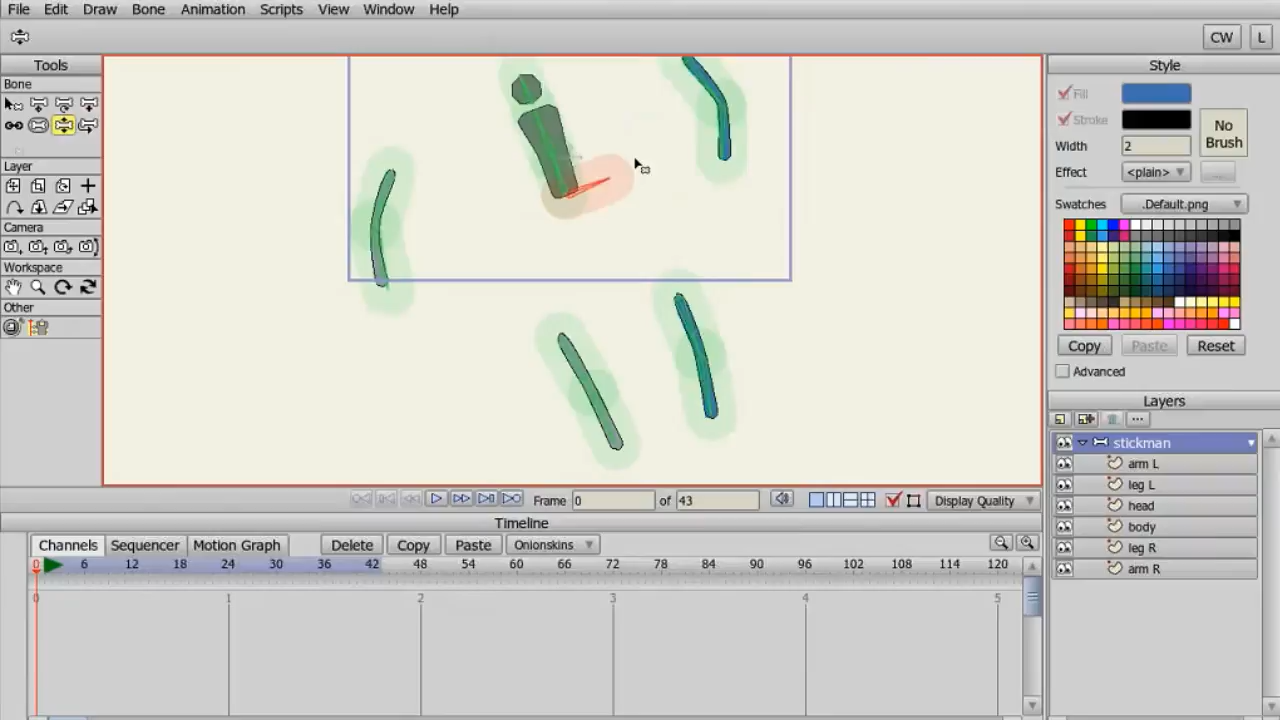 File Edit Draw Bone Animation Scripts View Window Help
CW L
Tools
Bone
Layer
Camera
Workspace
Other
Style
Fill
Stroke
No Brush
Width 2
Effect <plain>
...
Swatches .Default.png
Copy Paste Reset
Advanced
Layers
...
stickman
arm L
leg L
head
body
leg R
arm R
Frame 0 of 43 Display Quality
Timeline
Channels Sequencer Motion Graph Delete Copy Paste Onionskins
0 6 12 18 24 30 36 42 48 54 60 66 72 78 84 90 96 102 108 114 120
0 1 2 3 4 5